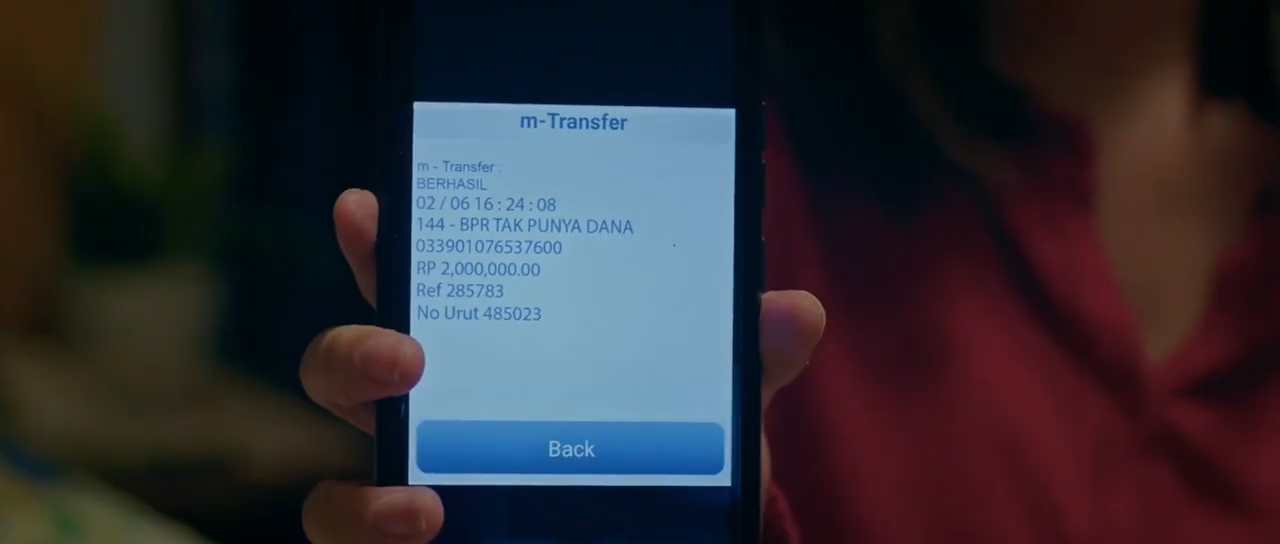 m-Transfer
m - Transfer :
BERHASIL
02 / 06 16 : 24 : 08
144 - BPR TAK PUNYA DANA
033901076537600
RP 2,000,000.00
Ref 285783
No Urut 485023
Back